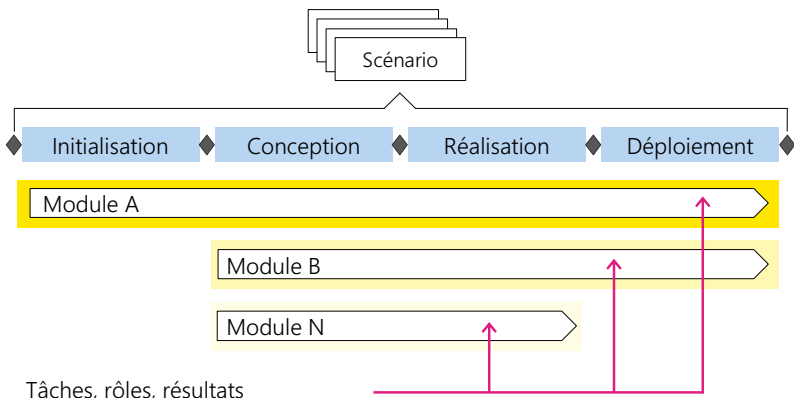 Scénario
Initialisation
Conception
Réalisation
Déploiement
Module A
Module B
Module N
Tâches, rôles, résultats